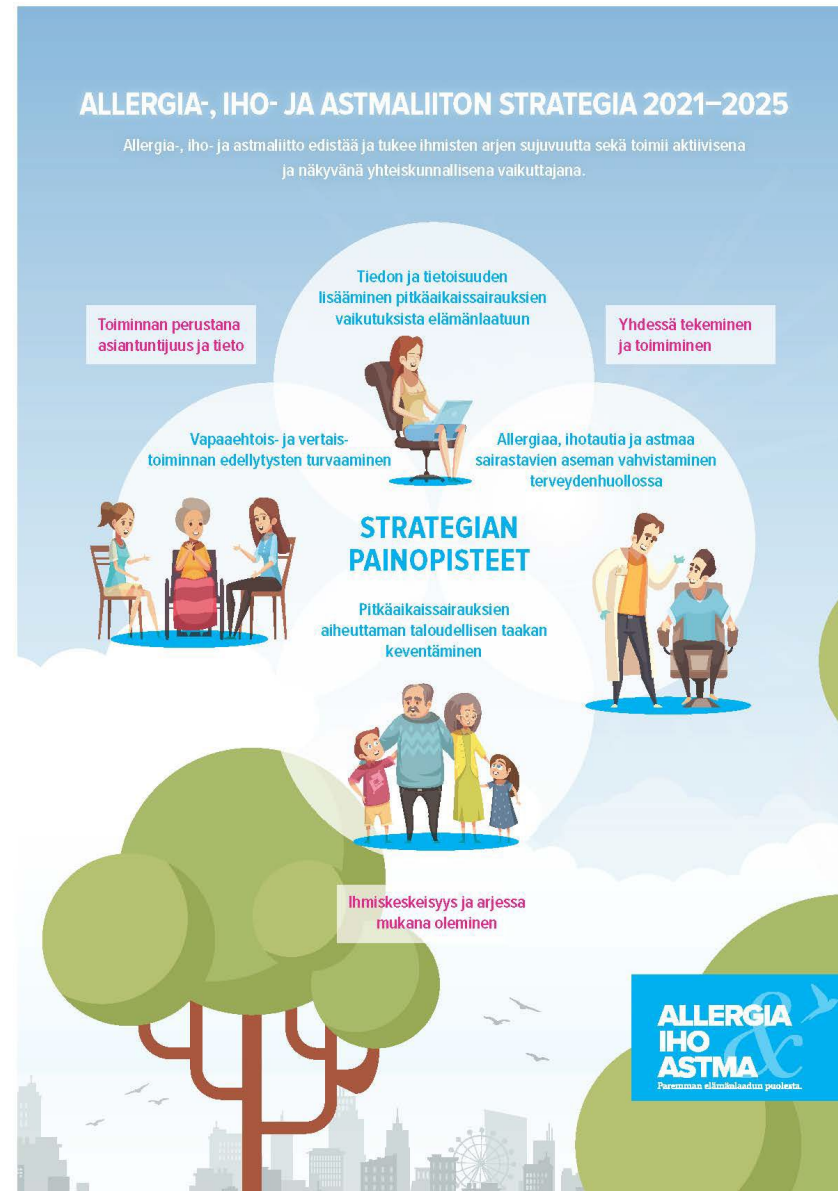 ALLERGIA-, IHO- JA ASTMALIITON STRATEGIA 2021–2025
Allergia-, iho- ja astmaliitto edistää ja tukee ihmisten arjen sujuvuutta sekä toimii aktiivisena
ja näkyvänä yhteiskunnallisena vaikuttajana.
Tiedon ja tietoisuuden
lisääminen pitkäaikaissairauksien
vaikutuksista elämänlaatuun
Toiminnan perustana
asiantuntijuus ja tieto
Yhdessä tekeminen
ja toimiminen
Vapaaehtois- ja vertais-
toiminnan edellytysten turvaaminen
Allergiaa, ihotautia ja astmaa
sairastavien aseman vahvistaminen
terveydenhuollossa
STRATEGIAN
PAINOPISTEET
Pitkäaikaissairauksien
aiheuttaman taloudellisen taakan
keventäminen
Ihmiskeskeisyys ja arjessa
mukana oleminen
ALLERGIA
IHO
ASTMA &
Paremman elämänlaadun puolesta.